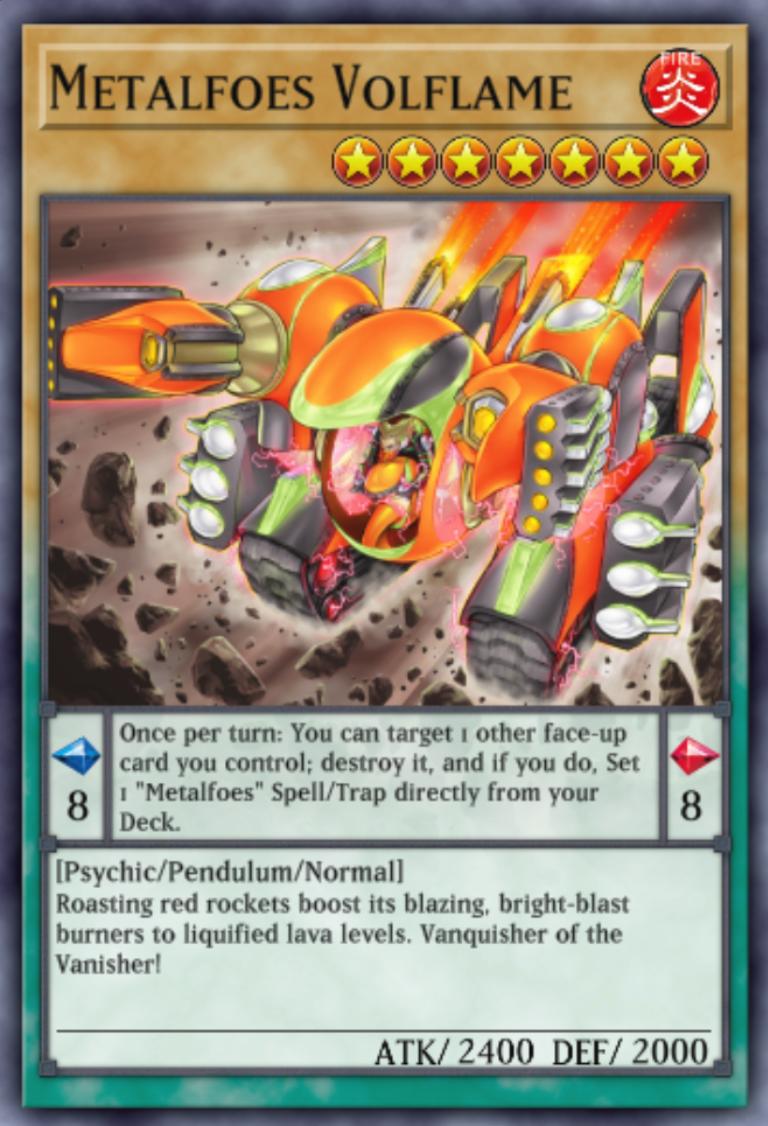 METALFOES VOLFLAME
FIRE
炎
Once per turn: You can target 1 other face-up
card you control; destroy it, and if you do, Set
1 "Metalfoes" Spell/Trap directly from your
Deck.
8
8
[Psychic/Pendulum/Normal]
Roasting red rockets boost its blazing, bright-blast
burners to liquified lava levels. Vanquisher of the
Vanisher!
ATK/ 2400 DEF/ 2000